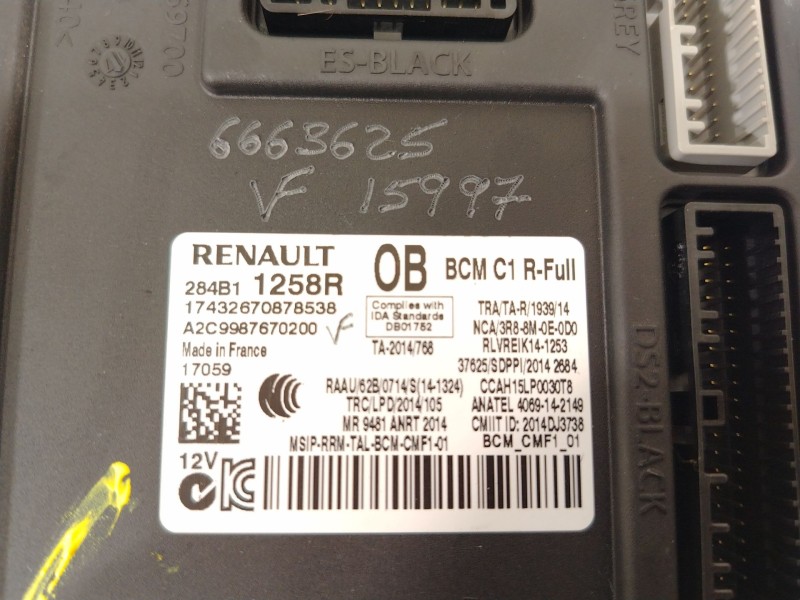 ES-BLACK
GREY
69700
6663625
VF 15997
RENAULT OB BCM C1 R-Full
284B1 1258R
17432670878538
A2C9987670200 VF
Made in France
17059
Complies with
IDA Standards
DB01752
TA-2014/768
TRA/TA-R/1939/14
NCA/3R8-8M-0E-0D0
RLVREIK14-1253
37625/SDPPI/2014 2684
RAAU/62B/0714/S(14-1324) CCAH15LP0030T8
TRC/LPD/2014/105 ANATEL 4069-14-2149
MR 9481 ANRT 2014 CMIIT ID: 2014DJ3738
MSIP-RRM-TAL-BCM-CMF1-01 BCM_CMF1_01
12V
DS2-BLACK